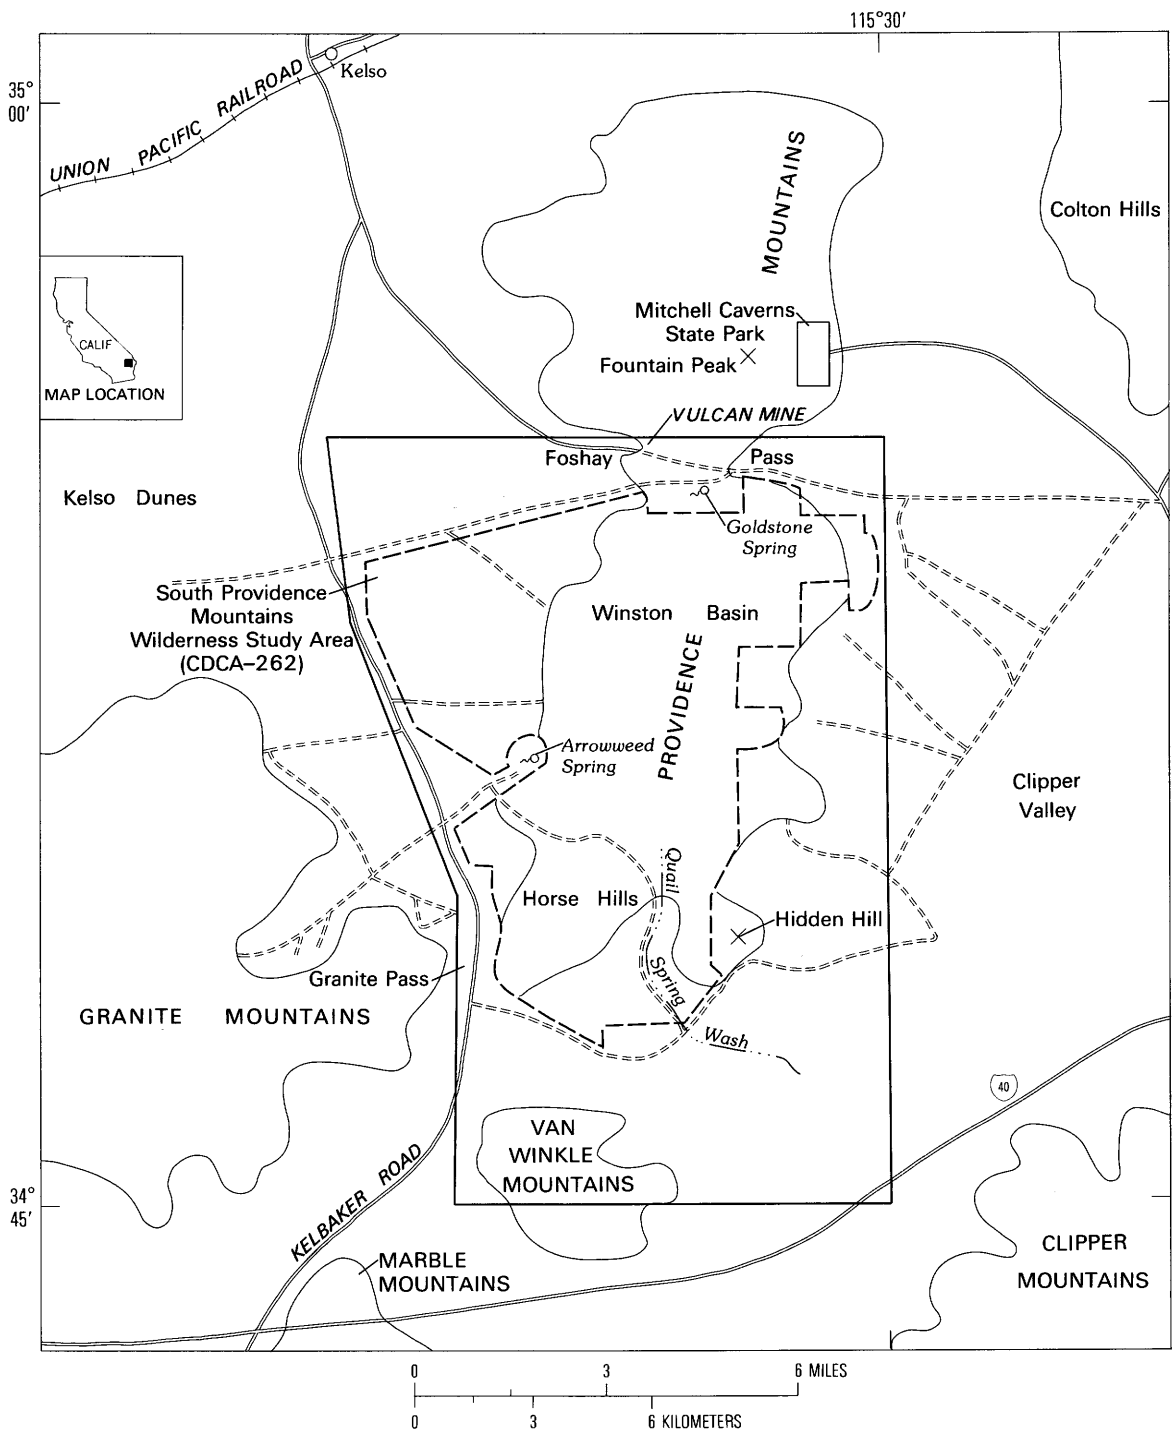 115°30'
35°
00'
Kelso
UNION PACIFIC RAILROAD
MOUNTAINS
Colton Hills
CALIF
MAP LOCATION
Mitchell Caverns
State Park
Fountain Peak
VULCAN MINE
Foshay Pass
Kelso Dunes
Goldstone
Spring
South Providence
Mountains
Wilderness Study Area
(CDCA-262)
Winston Basin
PROVIDENCE
Arrowweed
Spring
Clipper
Valley
Quail
Horse Hills
Hidden Hill
Spring
Granite Pass
GRANITE MOUNTAINS
Wash
40
VAN
WINKLE
MOUNTAINS
KELBAKER ROAD
34°
45'
MARBLE
MOUNTAINS
CLIPPER
MOUNTAINS
0 3 6 MILES
0 3 6 KILOMETERS